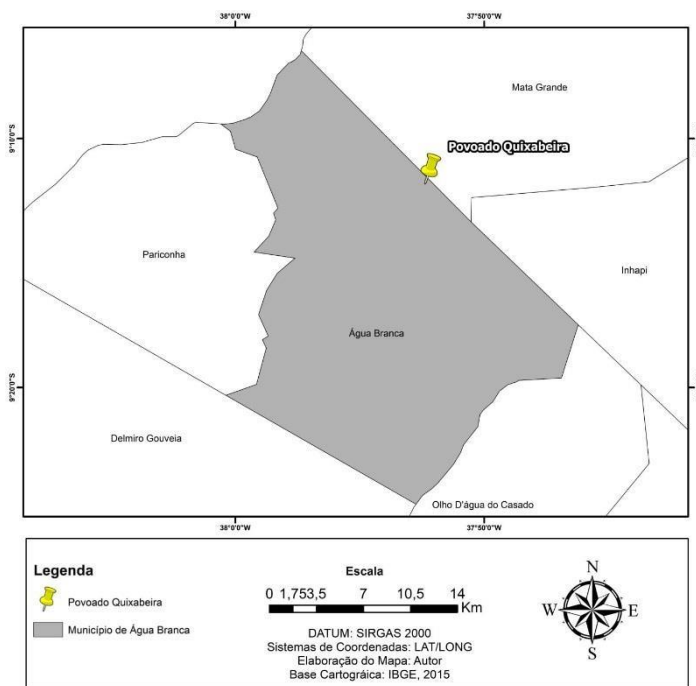 38°0'0"W
37°50'0"W
Mata Grande
9°10'0"S
Povoado Quixabeira
Pariconha
Inhapi
Água Branca
9°20'0"S
Delmiro Gouveia
Olho D'água do Casado
38°0'0"W
37°50'0"W
Legenda
Povoado Quixabeira
Município de Água Branca
Escala
0 1,753,5 7 10,5 14
Km
DATUM: SIRGAS 2000
Sistemas de Coordenadas: LAT/LONG
Elaboração do Mapa: Autor
Base Cartográica: IBGE, 2015
N
W
E
S